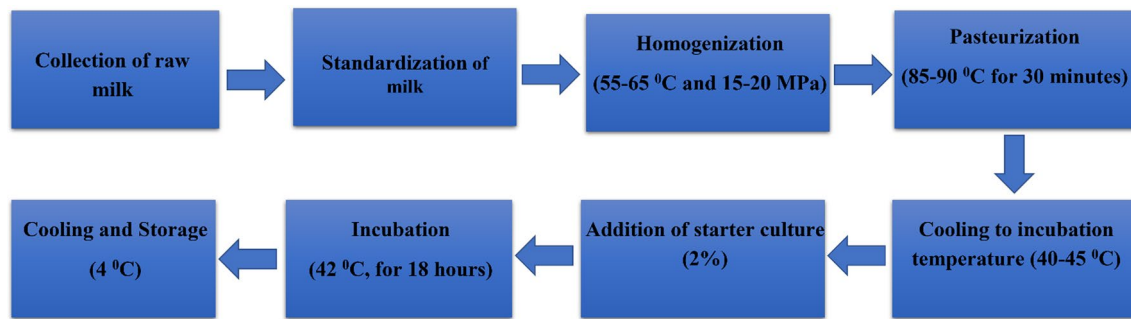 Collection of raw
milk
Standardization of
milk
Homogenization
(55-65 ⁰C and 15-20 MPa)
Pasteurization
(85-90 ⁰C for 30 minutes)
Cooling to incubation
temperature (40-45 ⁰C)
Addition of starter culture
(2%)
Incubation
(42 ⁰C, for 18 hours)
Cooling and Storage
(4 ⁰C)